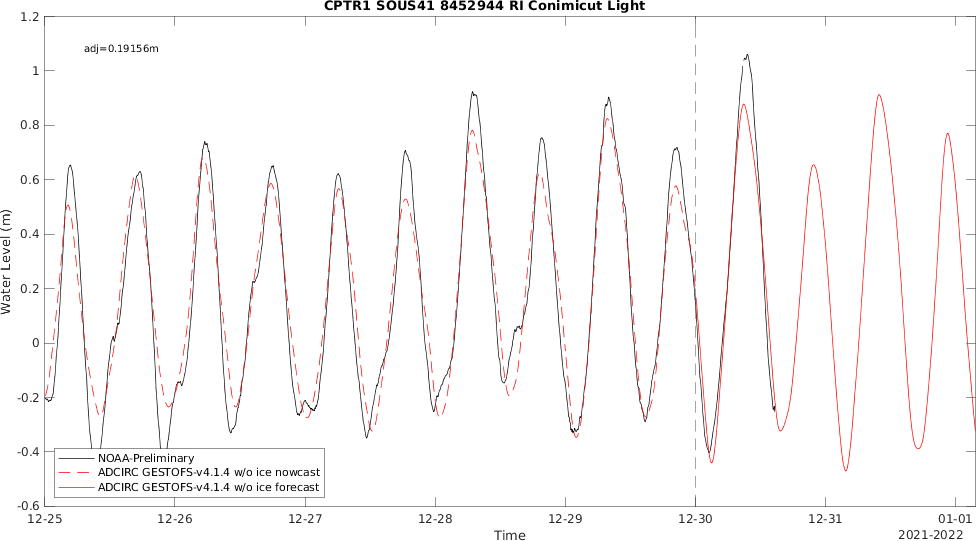 CPTR1 SOUS41 8452944 RI Conimicut Light
adj=0.19156m
1.2
1
0.8
0.6
0.4
0.2
0
-0.2
-0.4
-0.6
Water Level (m)
NOAA-Preliminary
ADCIRC GESTOFS-v4.1.4 w/o ice nowcast
ADCIRC GESTOFS-v4.1.4 w/o ice forecast
12-25 12-26 12-27 12-28 12-29 12-30 12-31 01-01
Time
2021-2022